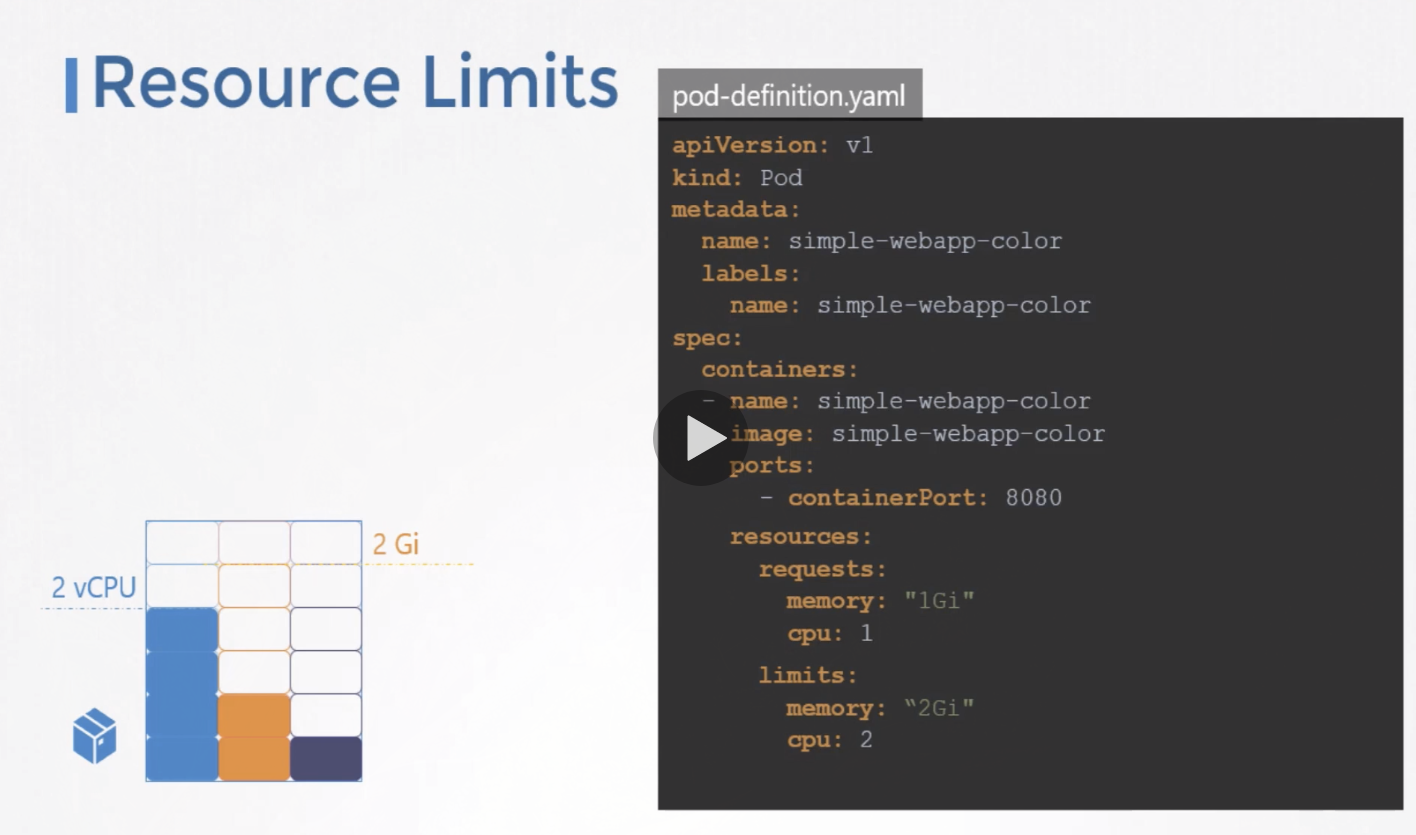 Resource Limits
pod-definition.yaml
apiVersion: v1
kind: Pod
metadata:
  name: simple-webapp-color
  labels:
    name: simple-webapp-color
spec:
  containers:
  - name: simple-webapp-color
    image: simple-webapp-color
    ports:
      - containerPort: 8080
    resources:
      requests:
        memory: "1Gi"
        cpu: 1
      limits:
        memory: “2Gi"
        cpu: 2
2 Gi
2 vCPU